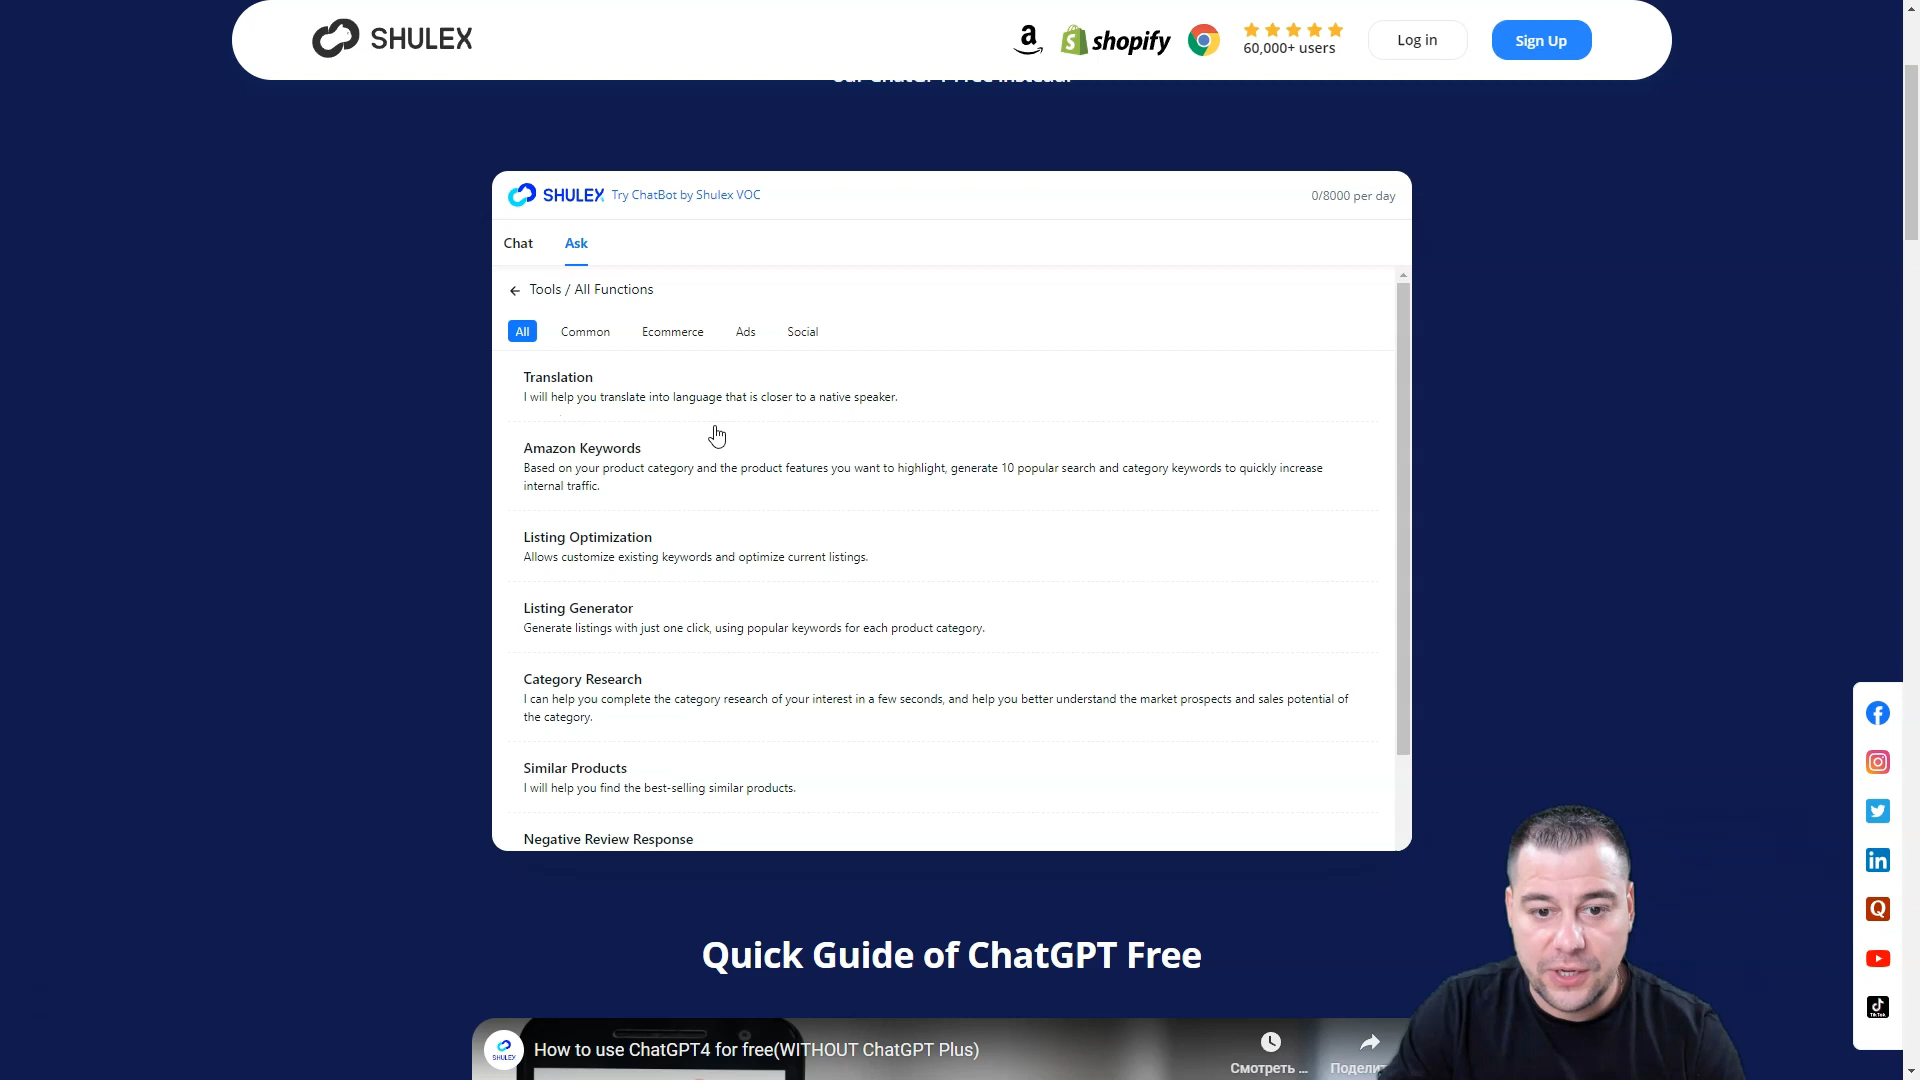 SHULEX
a
shopify
60,000+ users
Log in
Sign Up
our ChatGPT Free instead.
SHULEX Try ChatBot by Shulex VOC
0/8000 per day
Chat
Ask
Tools / All Functions
All
Common
Ecommerce
Ads
Social
Translation
I will help you translate into language that is closer to a native speaker.
Amazon Keywords
Based on your product category and the product features you want to highlight, generate 10 popular search and category keywords to quickly increase
internal traffic.
Listing Optimization
Allows customize existing keywords and optimize current listings.
Listing Generator
Generate listings with just one click, using popular keywords for each product category.
Category Research
I can help you complete the category research of your interest in a few seconds, and help you better understand the market prospects and sales potential of
the category.
Similar Products
I will help you find the best-selling similar products.
Negative Review Response
Quick Guide of ChatGPT Free
SHULEX
How to use ChatGPT4 for free(WITHOUT ChatGPT Plus)
Смотреть ...